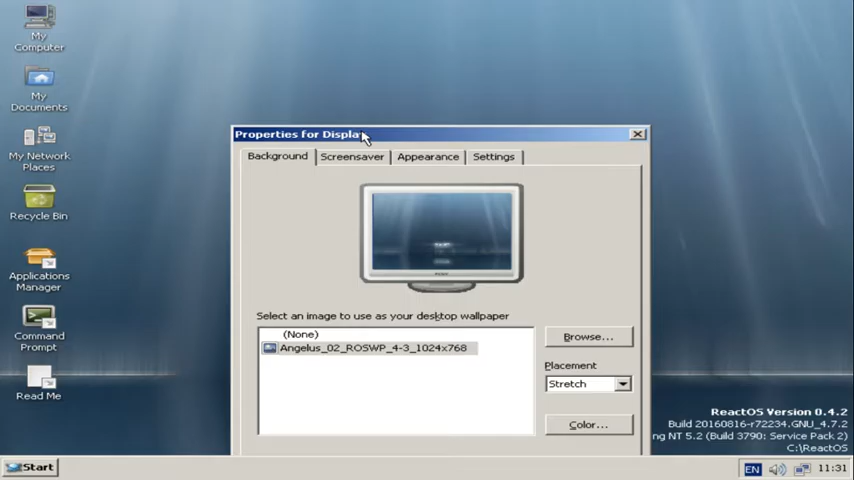 My
Computer
My
Documents
My Network
Places
Recycle Bin
Applications
Manager
Command
Prompt
Read Me
Properties for Display
Background
Screensaver
Appearance
Settings
Select an image to use as your desktop wallpaper
(None)
Angelus_02_ROSWP_4-3_1024x768
Browse...
Placement
Stretch
Color...
ReactOS Version 0.4.2
Build 20160816-r72234.GNU_4.7.2
ng NT 5.2 (Build 3790: Service Pack 2)
C:\ReactOS
Start
EN
11:31